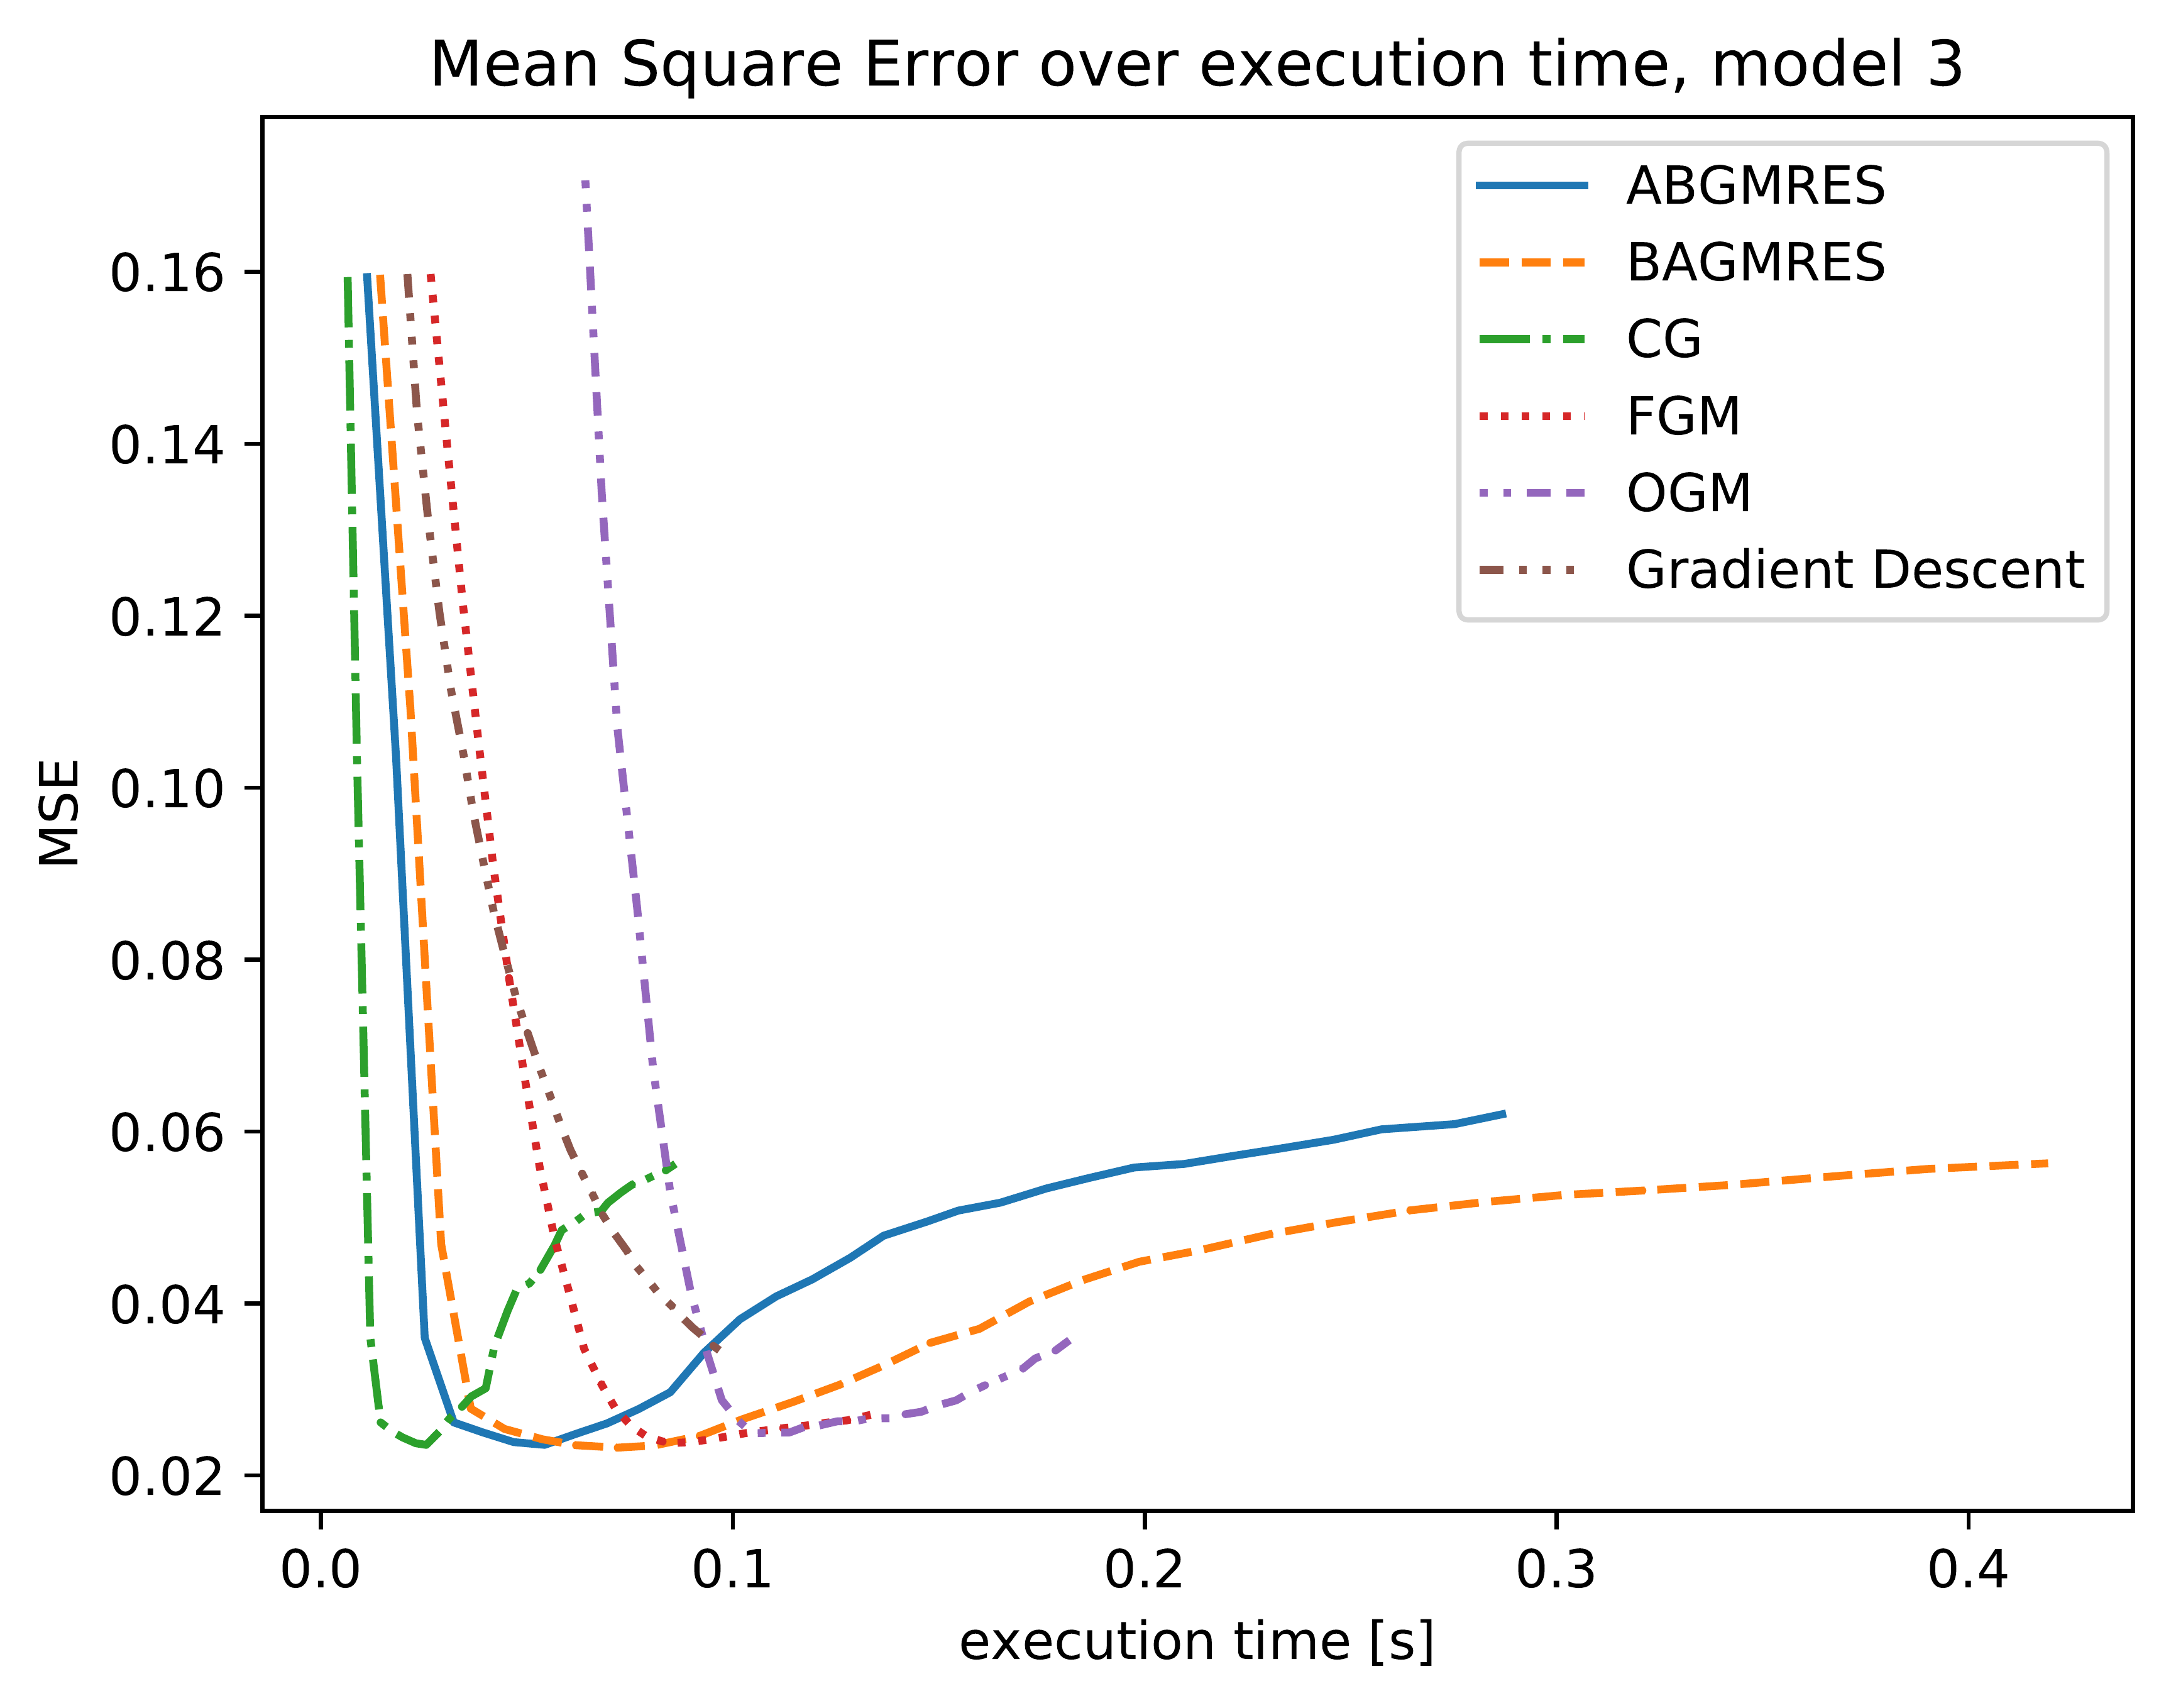 Mean Square Error over execution time, model 3
ABGMRES
BAGMRES
CG
FGM
OGM
Gradient Descent
MSE
0.16
0.14
0.12
0.10
0.08
0.06
0.04
0.02
0.0 0.1 0.2 0.3 0.4
execution time [s]